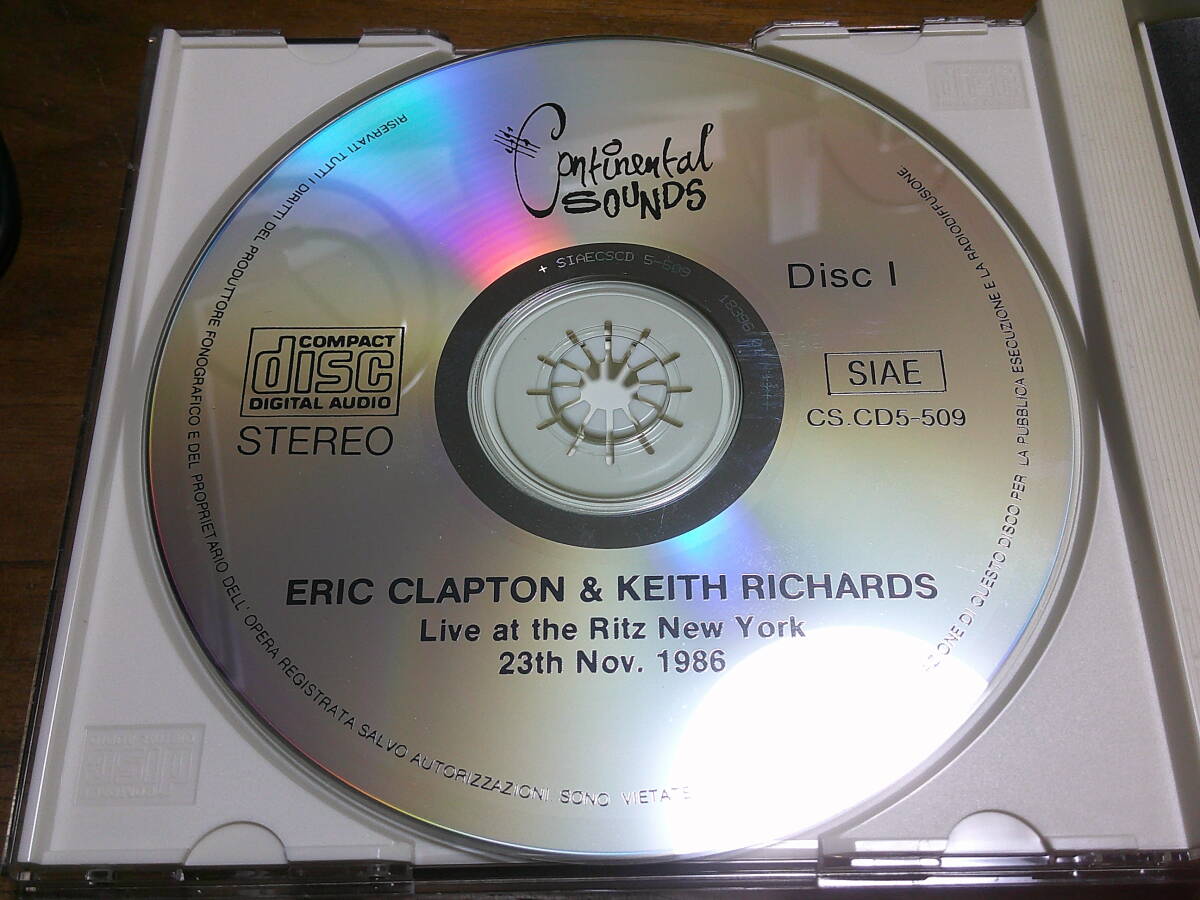 Continental
SOUNDS
Disc I
COMPACT
disc
DIGITAL AUDIO
STEREO
SIAE
CS.CD5-509
+ SIAECSCD 5-509
18396
ERIC CLAPTON & KEITH RICHARDS
Live at the Ritz New York
23th Nov. 1986
RISERVATI TUTTI I DIRITTI DEL PRODUTTORE FONOGRAFICO E DEL PROPRIETARIO DELL'OPERA REGISTRATA SALVO AUTORIZZAZIONI SONO VIETATE
DI QUESTO DISCO PER LA PUBBLICA ESECUZIONE E LA RADIODIFFUSIONE.